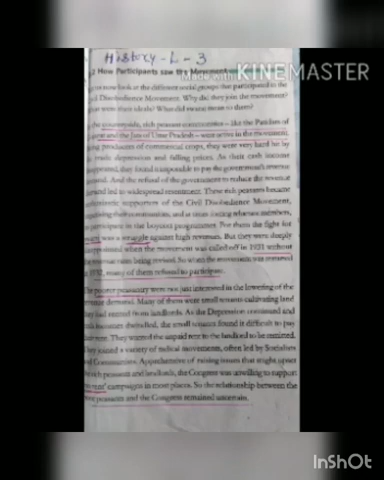 History - L - 3
Made with KINEMASTER
.2 How Participants saw the Movement
us now look at the different social groups that participated in the
Civil Disobedience Movement. Why did they join the movement?
What were their ideals? What did swaraj mean to them?
the countryside, rich peasant communities – like the Patidars of
Gujarat and the Jats of Uttar Pradesh – were active in the movement.
being producers of commercial crops, they were very hard hit by
trade depression and falling prices. As their cash income
disappeared, they found it impossible to pay the government's revenue
demand. And the refusal of the government to reduce the revenue
demand led to widespread resentment. These rich peasants became
enthusiastic supporters of the Civil Disobedience Movement,
organising their communities, and at times forcing reluctant members,
to participate in the boycott programmes. For them the fight for
swaraj was a struggle against high revenues. But they were deeply
disappointed when the movement was called off in 1931 without
the revenue rates being revised. So when the movement was restarted
in 1932, many of them refused to participate.
The poorer peasantry were not just interested in the lowering of the
revenue demand. Many of them were small tenants cultivating land
they had rented from landlords. As the Depression continued and
cash incomes dwindled, the small tenants found it difficult to pay
their rent. They wanted the unpaid rent to the landlord to be remitted.
They joined a variety of radical movements, often led by Socialists
and Communists. Apprehensive of raising issues that might upset
the rich peasants and landlords, the Congress was unwilling to support
'no rent' campaigns in most places. So the relationship between the
poor peasants and the Congress remained uncertain.
InShOt